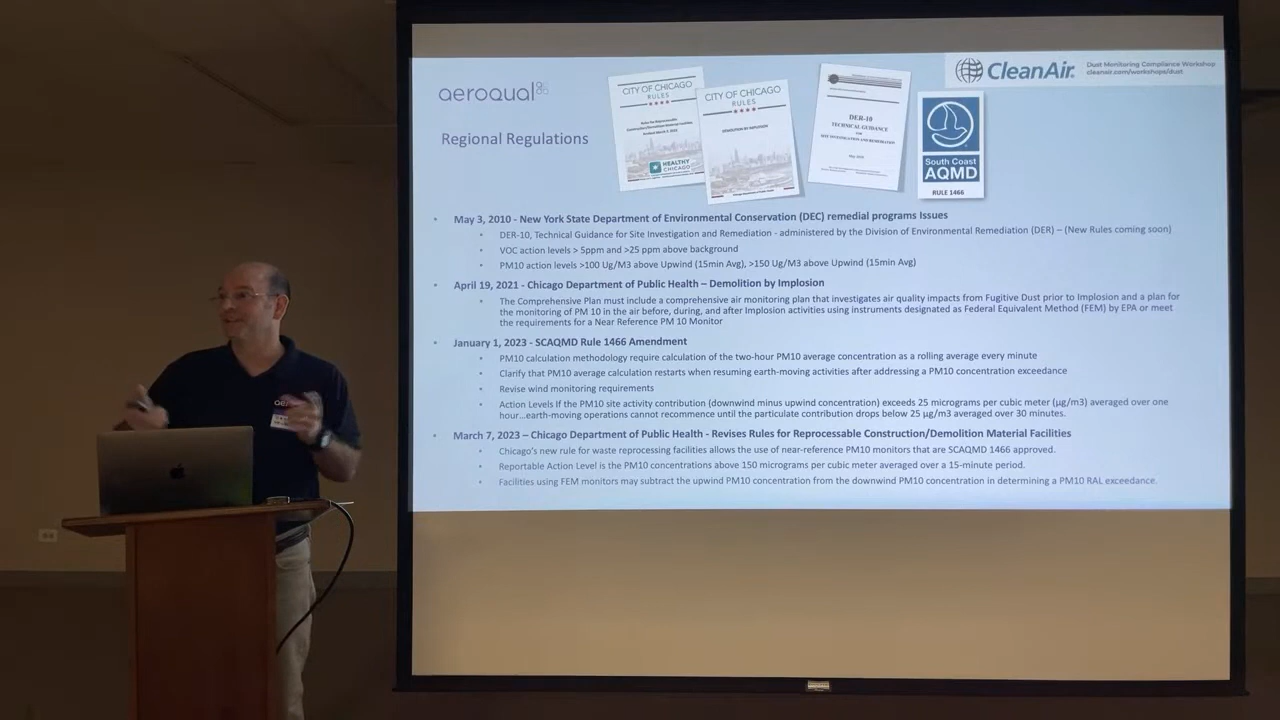 aeroqual
Regional Regulations
CITY OF CHICAGO
RULES
HEALTHY
CHICAGO
CITY OF CHICAGO
RULES
DEMOLITION BY IMPLOSION
DER-10
TECHNICAL GUIDANCE
FOR
SITE INVESTIGATION AND REMEDIATION
May 2010
South Coast
AQMD
RULE 1466
CleanAir
Dust Monitoring Compliance Workshop
cleanair.com/workshops/dust
• May 3, 2010 - New York State Department of Environmental Conservation (DEC) remedial programs Issues
• DER-10, Technical Guidance for Site Investigation and Remediation - administered by the Division of Environmental Remediation (DER) – (New Rules coming soon)
• VOC action levels > 5ppm and >25 ppm above background
• PM10 action levels >100 Ug/M3 above Upwind (15min Avg), >150 Ug/M3 above Upwind (15min Avg)
• April 19, 2021 - Chicago Department of Public Health – Demolition by Implosion
• The Comprehensive Plan must include a comprehensive air monitoring plan that investigates air quality impacts from Fugitive Dust prior to Implosion and a plan for
the monitoring of PM 10 in the air before, during, and after Implosion activities using instruments designated as Federal Equivalent Method (FEM) by EPA or meet
the requirements for a Near Reference PM 10 Monitor
• January 1, 2023 - SCAQMD Rule 1466 Amendment
• PM10 calculation methodology require calculation of the two-hour PM10 average concentration as a rolling average every minute
• Clarify that PM10 average calculation restarts when resuming earth-moving activities after addressing a PM10 concentration exceedance
• Revise wind monitoring requirements
• Action Levels If the PM10 site activity contribution (downwind minus upwind concentration) exceeds 25 micrograms per cubic meter (µg/m3) averaged over one
hour...earth-moving operations cannot recommence until the particulate contribution drops below 25 µg/m3 averaged over 30 minutes.
• March 7, 2023 – Chicago Department of Public Health - Revises Rules for Reprocessable Construction/Demolition Material Facilities
• Chicago's new rule for waste reprocessing facilities allows the use of near-reference PM10 monitors that are SCAQMD 1466 approved.
• Reportable Action Level is the PM10 concentrations above 150 micrograms per cubic meter averaged over a 15-minute period.
• Facilities using FEM monitors may subtract the upwind PM10 concentration from the downwind PM10 concentration in determining a PM10 RAL exceedance.